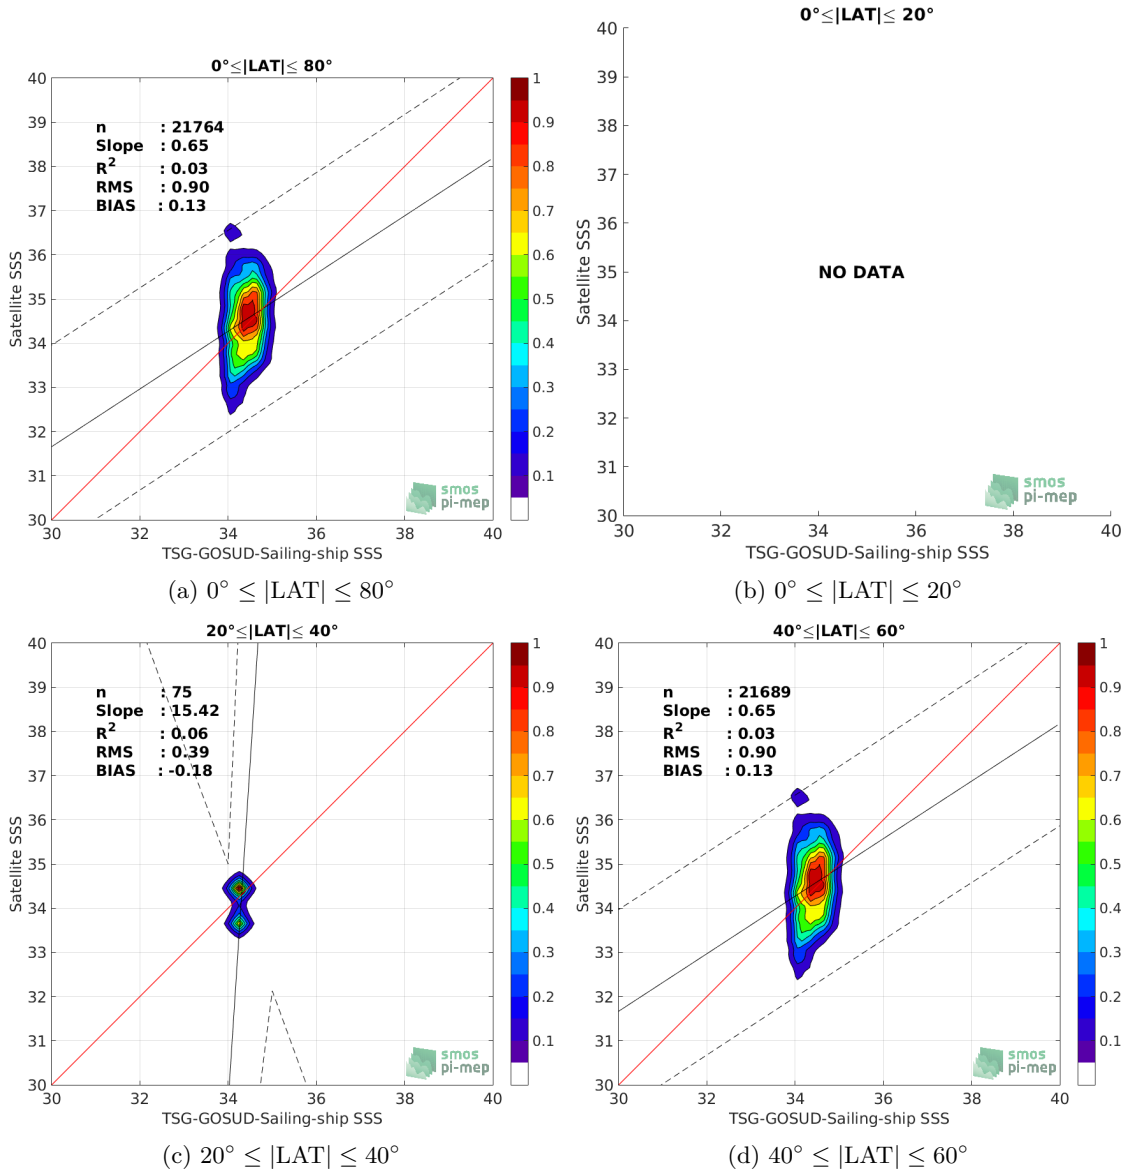 0°≤|LAT|≤ 80°
40
39
38
37
36
35
34
33
32
31
30
Satellite SSS
n : 21764
Slope : 0.65
R² : 0.03
RMS : 0.90
BIAS : 0.13
1
0.9
0.8
0.7
0.6
0.5
0.4
0.3
0.2
0.1
smos
pi-mep
30 32 34 36 38 40
TSG-GOSUD-Sailing-ship SSS
(a) 0° ≤ |LAT| ≤ 80°
0°≤|LAT|≤ 20°
40
39
38
37
36
35
34
33
32
31
30
Satellite SSS
NO DATA
smos
pi-mep
30 32 34 36 38 40
TSG-GOSUD-Sailing-ship SSS
(b) 0° ≤ |LAT| ≤ 20°
20°≤|LAT|≤ 40°
40
39
38
37
36
35
34
33
32
31
30
Satellite SSS
n : 75
Slope : 15.42
R² : 0.06
RMS : 0.39
BIAS : -0.18
1
0.9
0.8
0.7
0.6
0.5
0.4
0.3
0.2
0.1
smos
pi-mep
30 32 34 36 38 40
TSG-GOSUD-Sailing-ship SSS
(c) 20° ≤ |LAT| ≤ 40°
40°≤|LAT|≤ 60°
40
39
38
37
36
35
34
33
32
31
30
Satellite SSS
n : 21689
Slope : 0.65
R² : 0.03
RMS : 0.90
BIAS : 0.13
1
0.9
0.8
0.7
0.6
0.5
0.4
0.3
0.2
0.1
smos
pi-mep
30 32 34 36 38 40
TSG-GOSUD-Sailing-ship SSS
(d) 40° ≤ |LAT| ≤ 60°